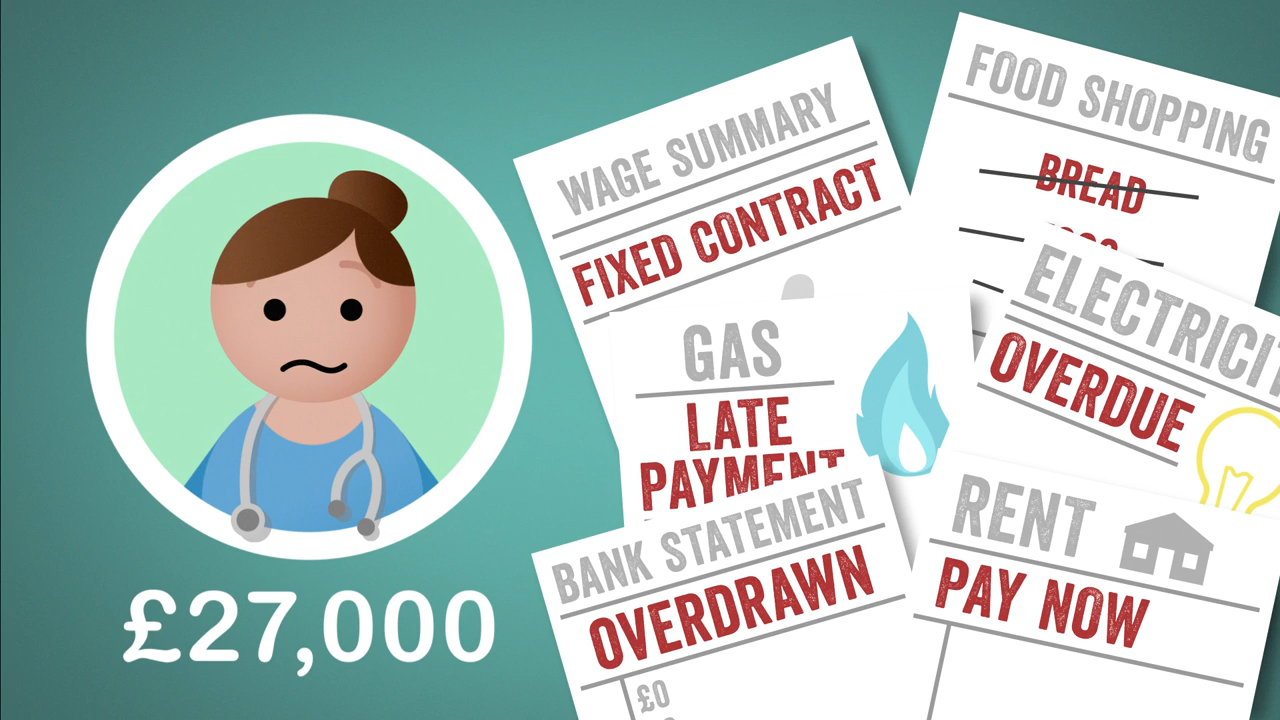 £27,000
WAGE SUMMARY
FIXED CONTRACT
GAS
LATE
PAYMENT
BANK STATEMENT
OVERDRAWN
£0
FOOD SHOPPING
BREAD
OVERDUE
RENT
PAY NOW